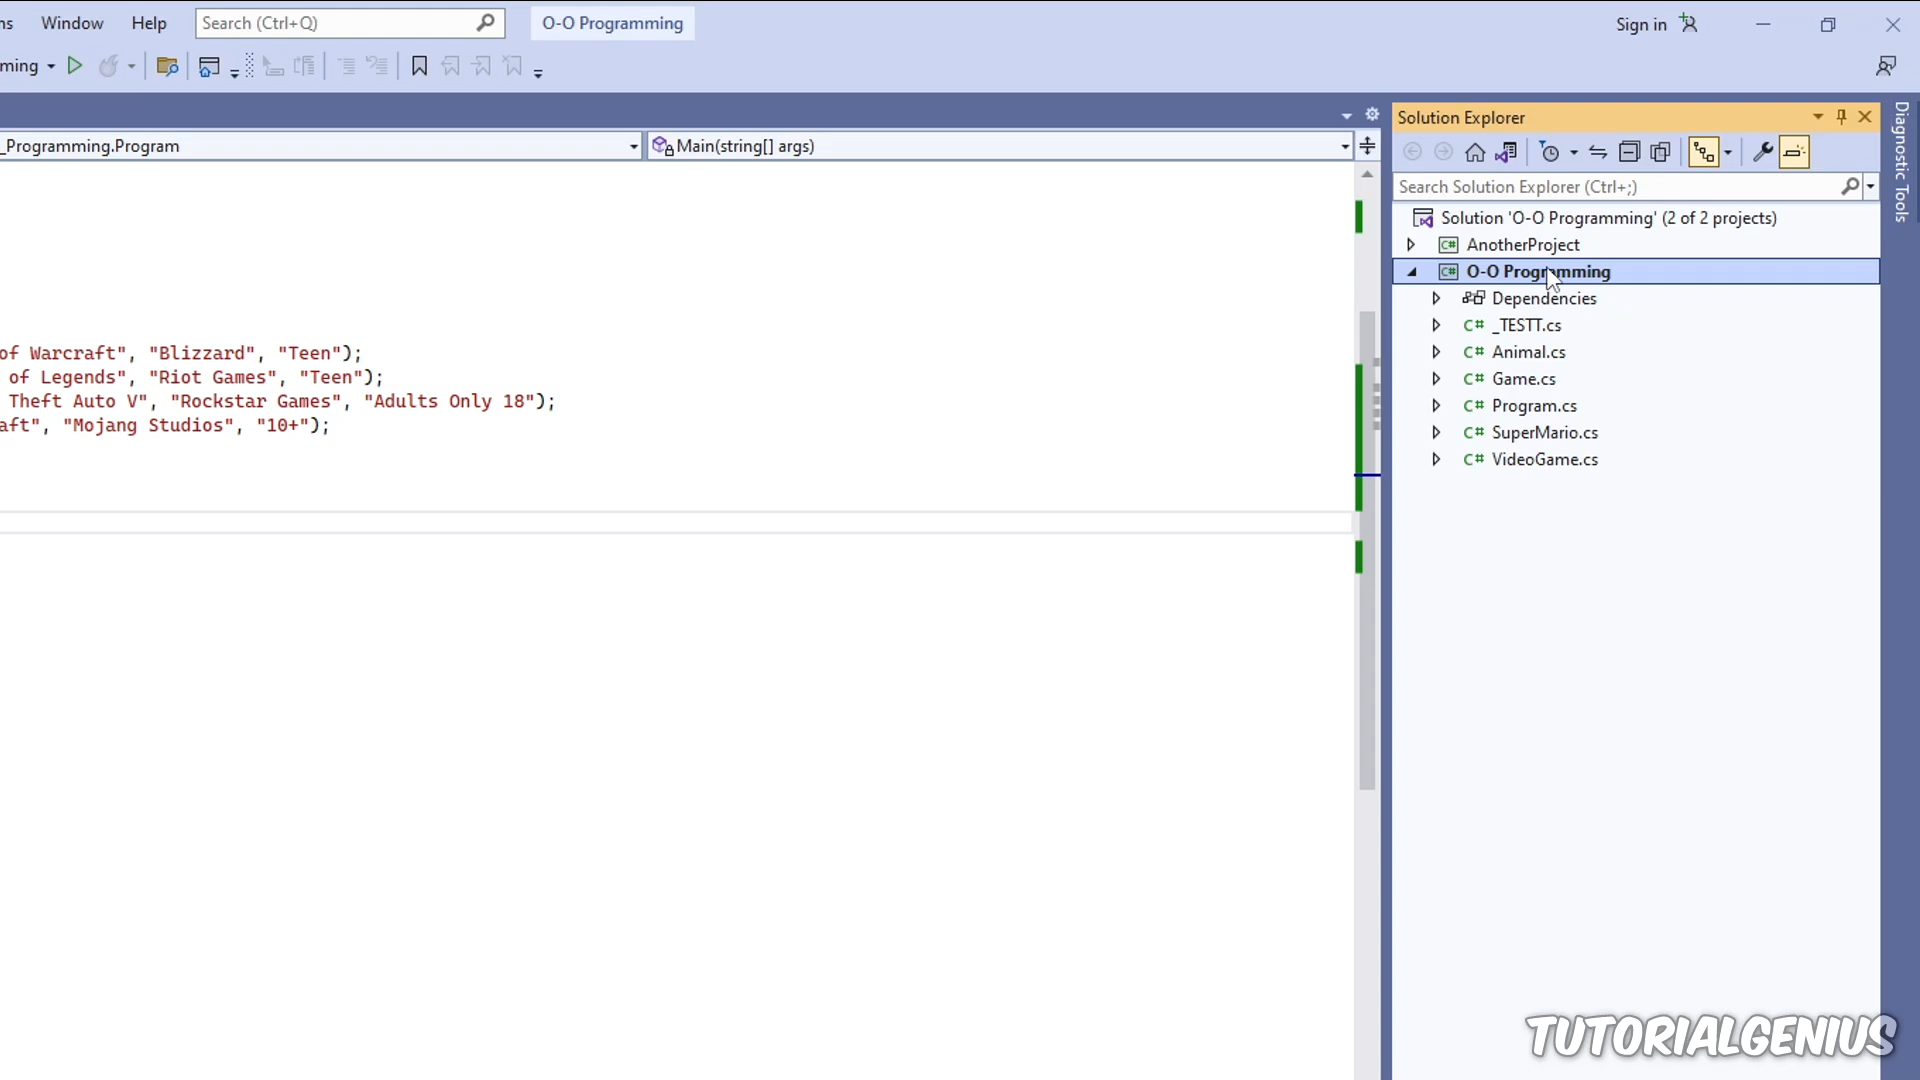 ns Window Help Search (Ctrl+Q) O-O Programming Sign in
ming
Solution Explorer
_Programming.Program Main(string[] args)
Search Solution Explorer (Ctrl+;)
Solution 'O-O Programming' (2 of 2 projects)
C# AnotherProject
C# O-O Programming
Dependencies
C# _TESTT.cs
C# Animal.cs
C# Game.cs
C# Program.cs
C# SuperMario.cs
C# VideoGame.cs
of Warcraft", "Blizzard", "Teen");
of Legends", "Riot Games", "Teen");
Theft Auto V", "Rockstar Games", "Adults Only 18");
aft", "Mojang Studios", "10+");
Diagnostic Tools
TUTORIALGENIUS